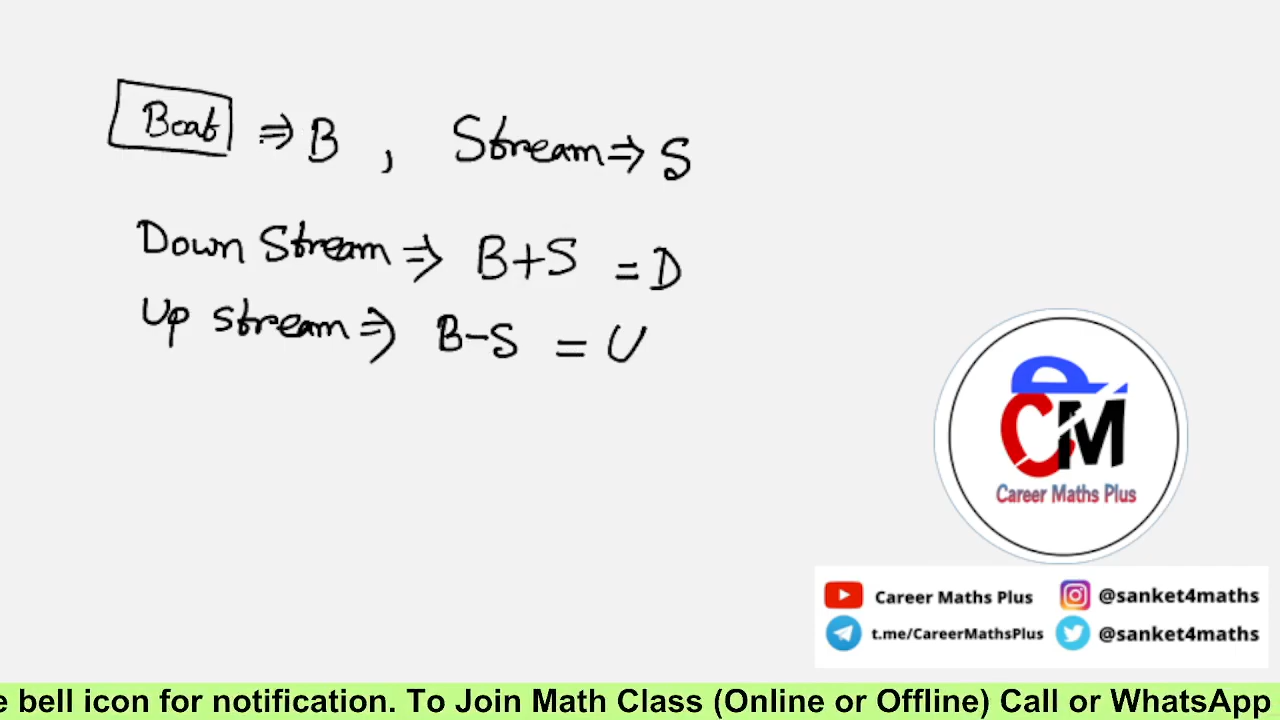 Boat ⇒ B , Stream ⇒ S
Down Stream ⇒ B+S = D
Up stream ⇒ B-S = U
CM
Career Maths Plus
Career Maths Plus @sanket4maths
t.me/CareerMathsPlus @sanket4maths
e bell icon for notification. To Join Math Class (Online or Offline) Call or WhatsApp